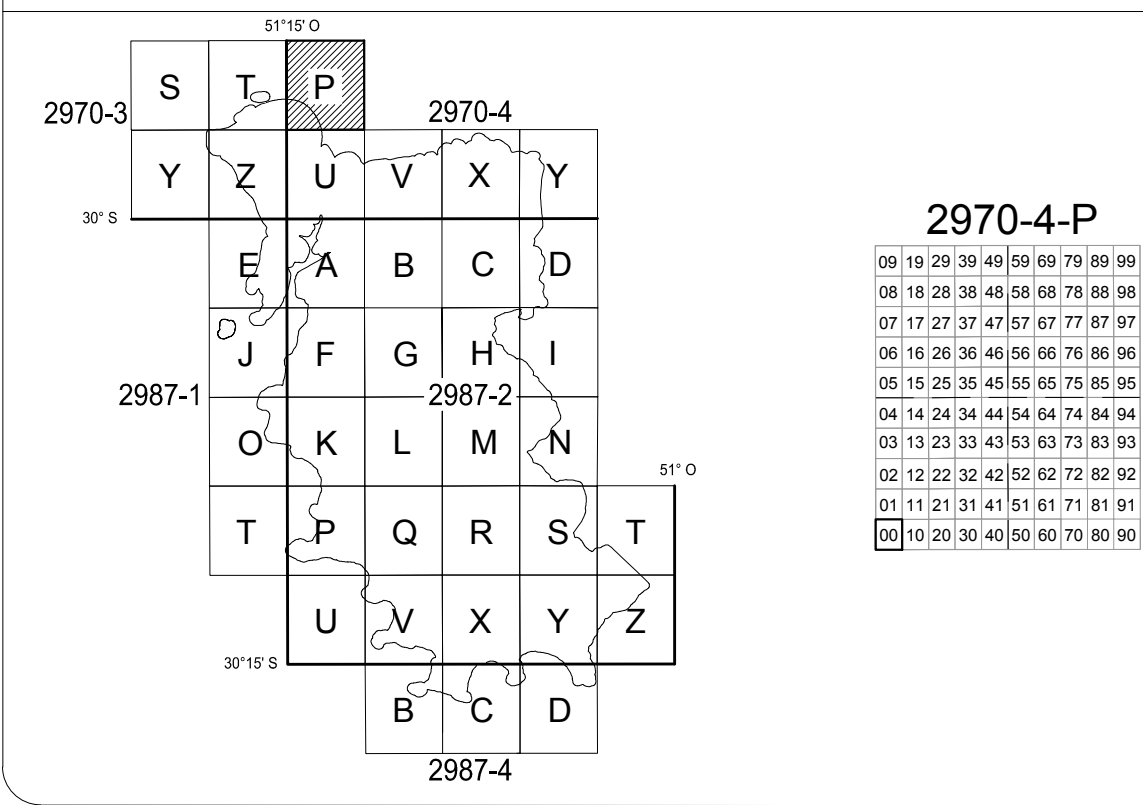 51°15' O
S T P
2970-3 2970-4
Y Z U V X Y
30° S
E A B C D
J F G H I
2987-1 2987-2
O K L M N
51° O
T P Q R S T
U V X Y Z
30°15' S
B C D
2987-4
2970-4-P
09 19 29 39 49 59 69 79 89 99
08 18 28 38 48 58 68 78 88 98
07 17 27 37 47 57 67 77 87 97
06 16 26 36 46 56 66 76 86 96
05 15 25 35 45 55 65 75 85 95
04 14 24 34 44 54 64 74 84 94
03 13 23 33 43 53 63 73 83 93
02 12 22 32 42 52 62 72 82 92
01 11 21 31 41 51 61 71 81 91
00 10 20 30 40 50 60 70 80 90